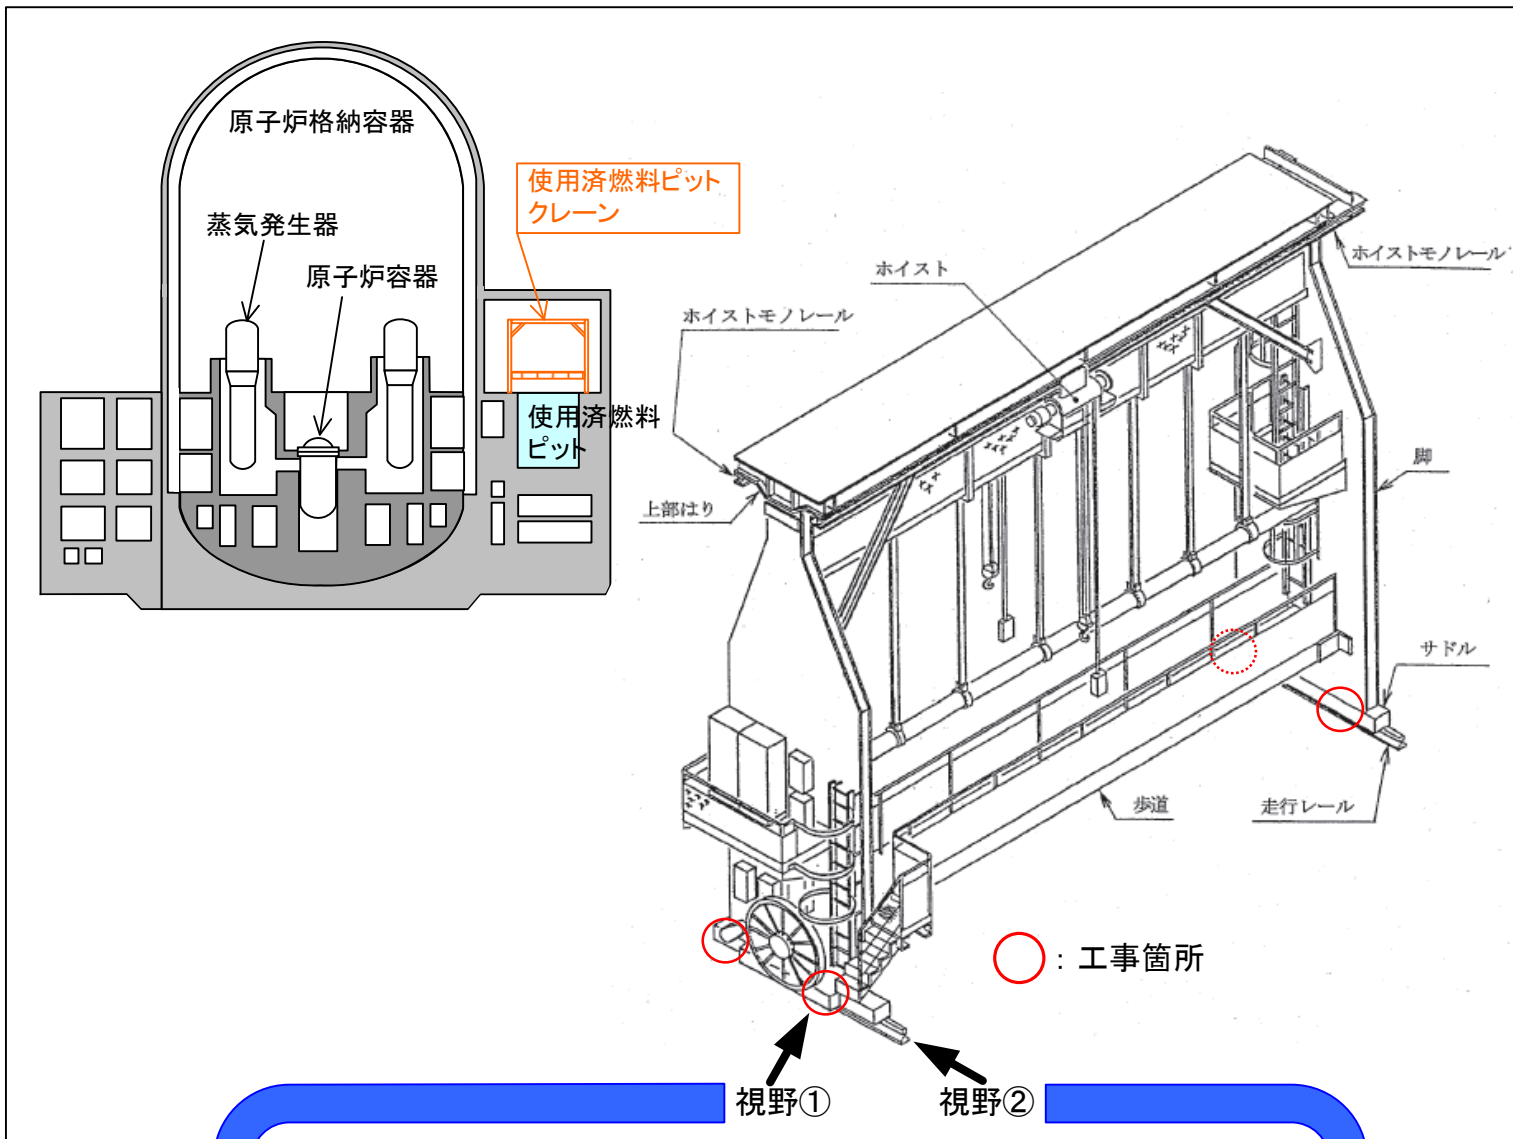 原子炉格納容器
使用済燃料ピット
クレーン
蒸気発生器
原子炉容器
使用済燃料
ピット
ホイスト
ホイストモノレール
ホイストモノレール
上部はり
脚
サドル
歩道
走行レール
：工事箇所
視野①
視野②